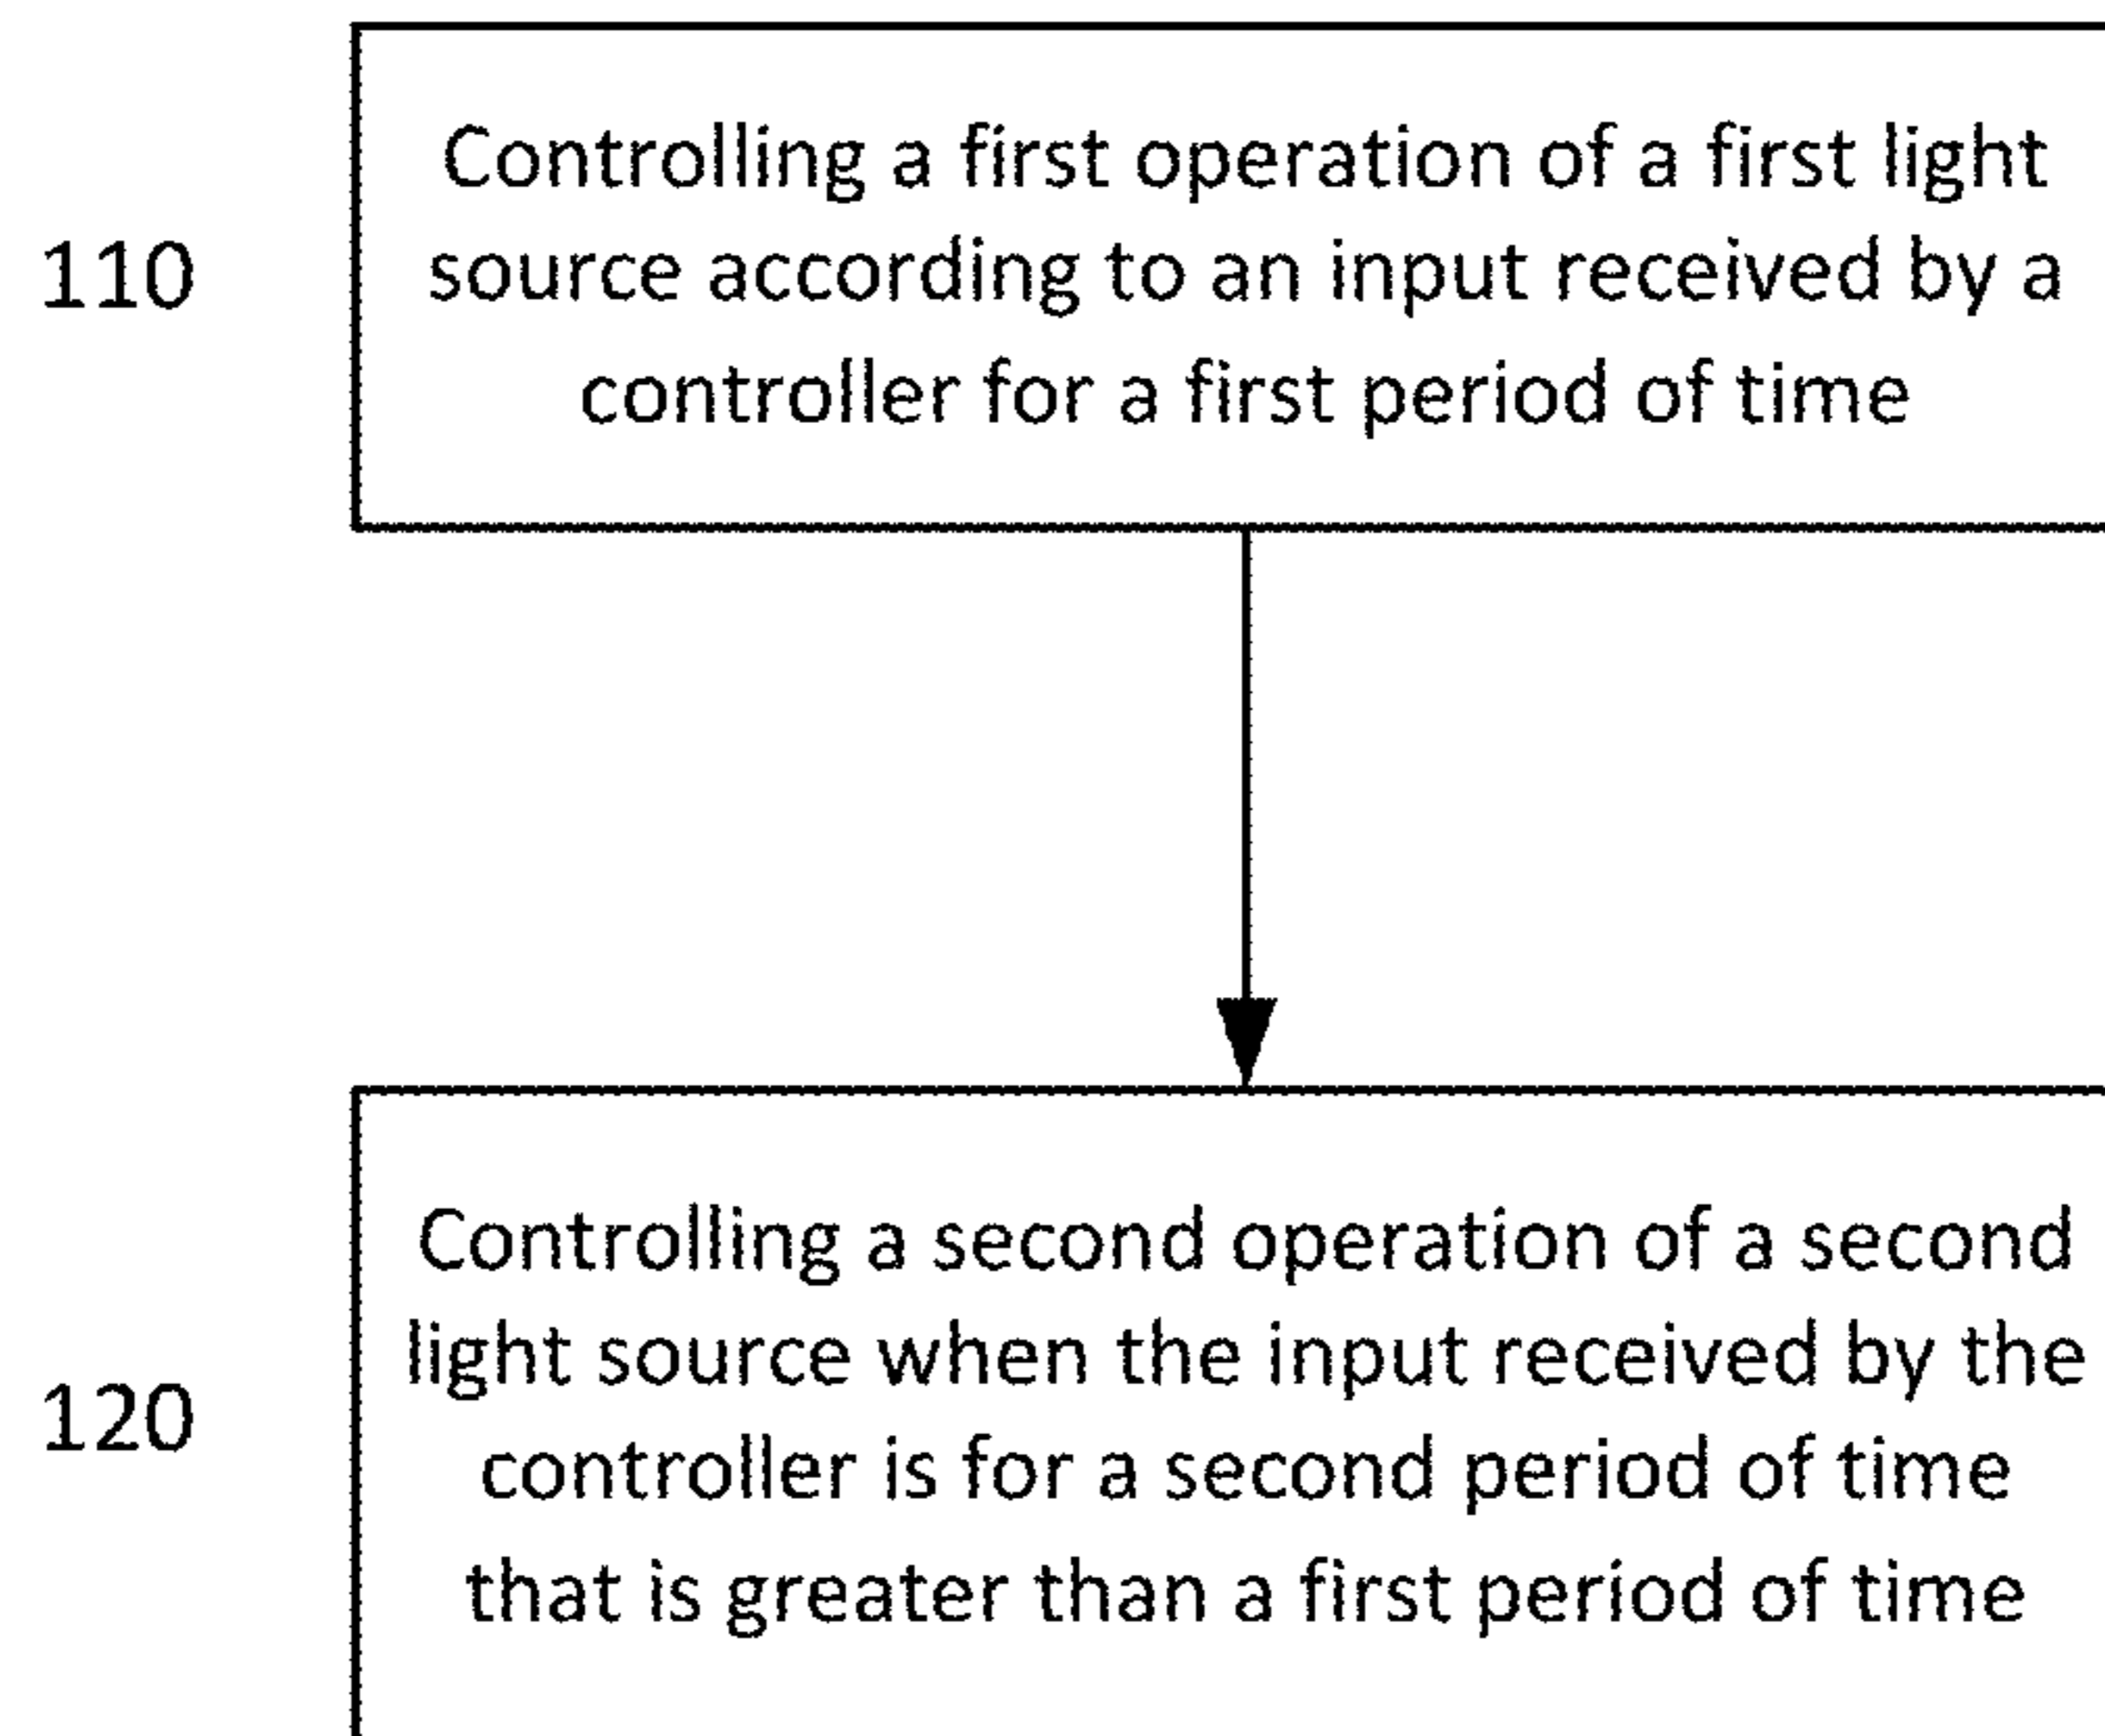 Controlling a first operation of a first light
110
source according to an input received by a
controller for a first period of time
Controlling a second operation of a second
light source when the input received by the
120
controller is for a second period of time
that is greater than a first period of time